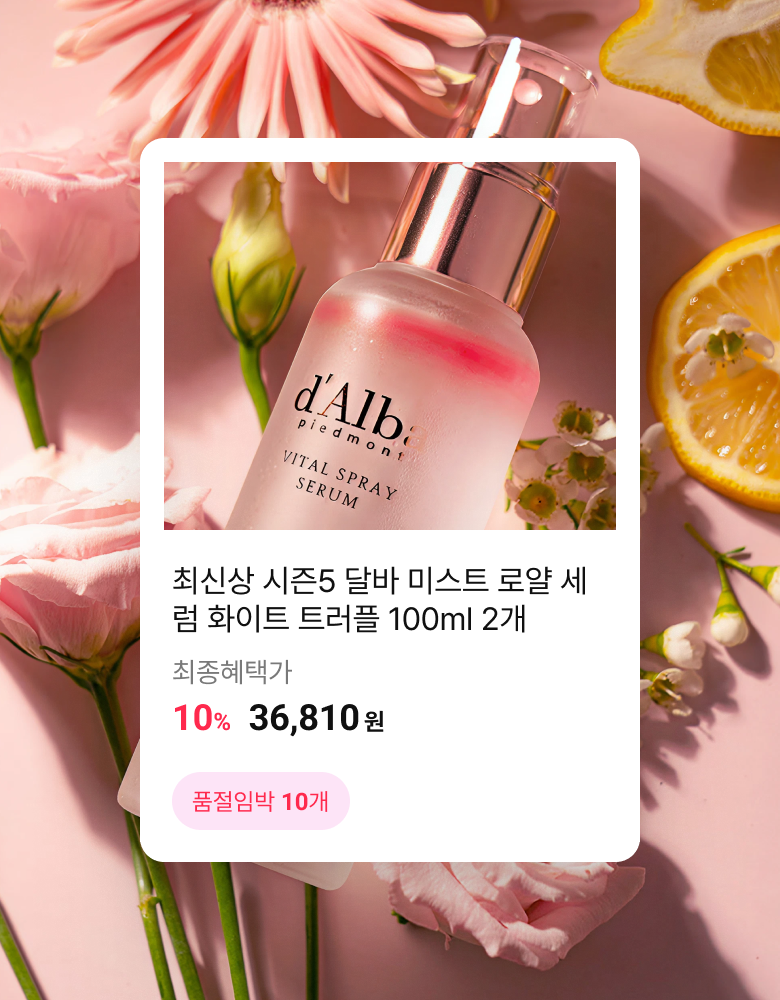 d'Alba
piedmont
VITAL SPRAY
SERUM
최신상 시즌5 달바 미스트 로얄 세
럼 화이트 트러플 100ml 2개
최종혜택가
10% 36,810원
품절임박 10개